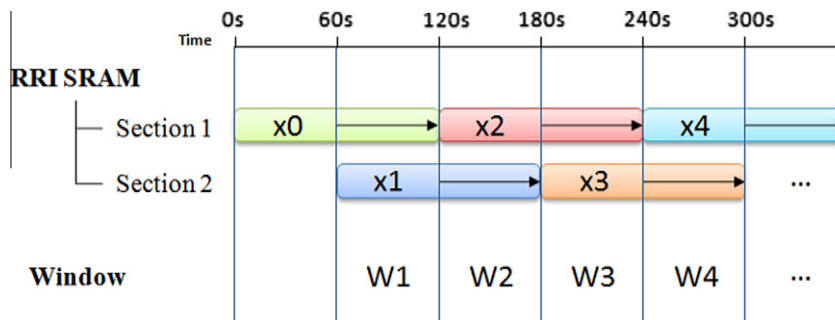 0s 60s 120s 180s 240s 300s
Time
RRI SRAM
Section 1 x0 x2 x4
Section 2 x1 x3 ...
Window W1 W2 W3 W4 ...